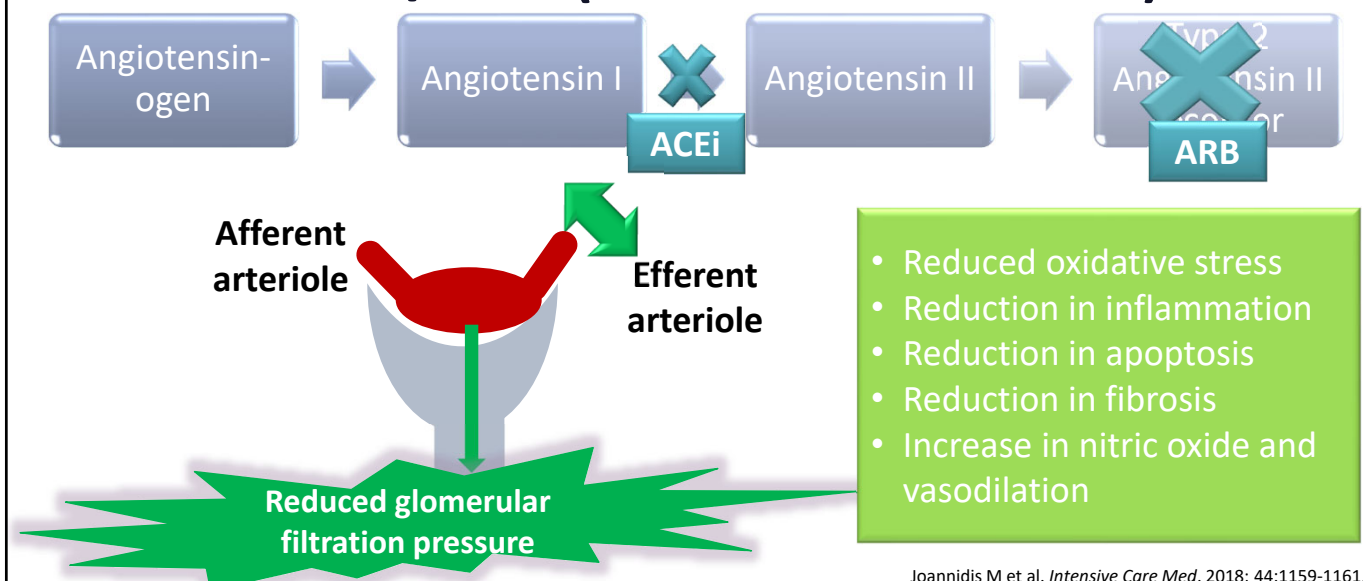 Angiotensin-
ogen
Angiotensin I
Angiotensin II
2
II
ACEi
ARB
Afferent
arteriole
Efferent
arteriole
Reduced glomerular
filtration pressure
• Reduced oxidative stress
• Reduction in inflammation
• Reduction in apoptosis
• Reduction in fibrosis
• Increase in nitric oxide and
vasodilation
Joannidis M et al. Intensive Care Med. 2018; 44:1159-1161.